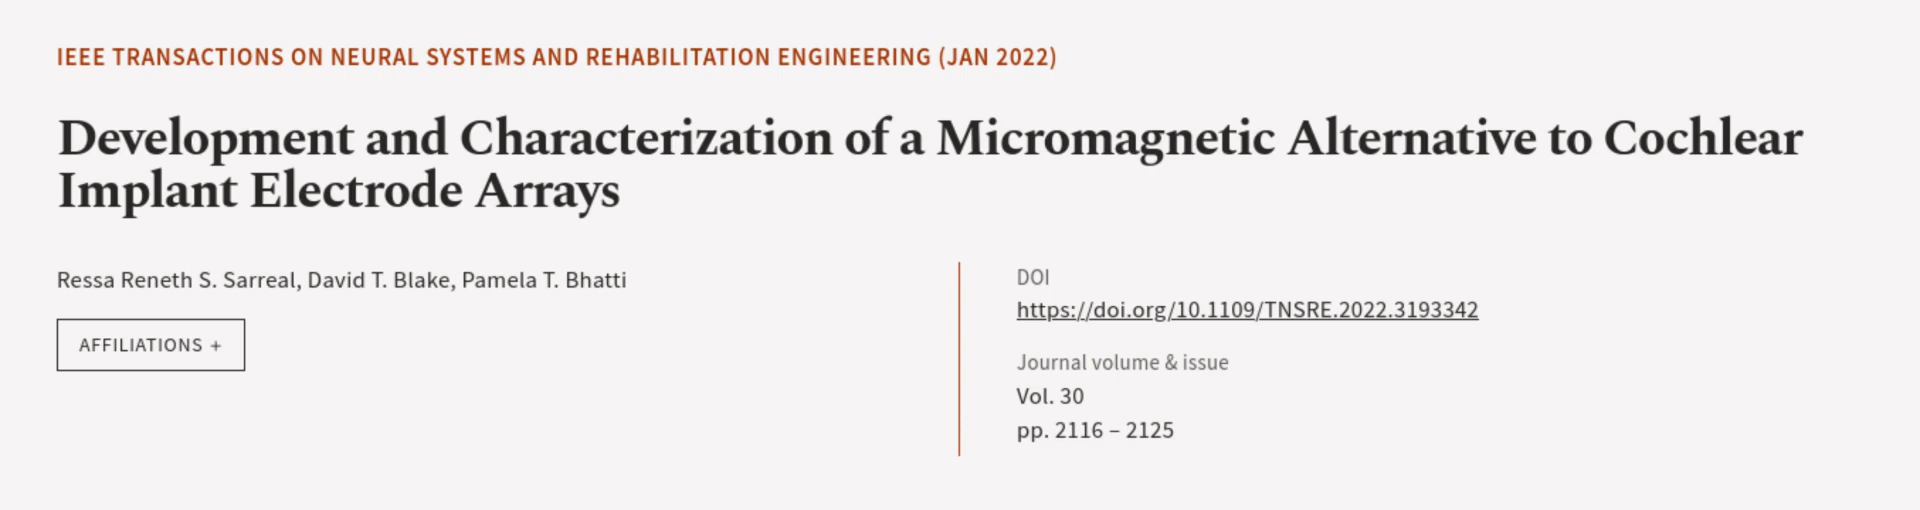 IEEE TRANSACTIONS ON NEURAL SYSTEMS AND REHABILITATION ENGINEERING (JAN 2022)
Development and Characterization of a Micromagnetic Alternative to Cochlear
Implant Electrode Arrays
Ressa Reneth S. Sarreal, David T. Blake, Pamela T. Bhatti
AFFILIATIONS +
DOI
https://doi.org/10.1109/TNSRE.2022.3193342
Journal volume & issue
Vol. 30
pp. 2116 – 2125